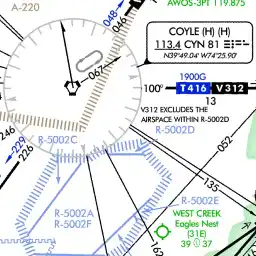 A-220
AWOS-3PT 119.875
048
046
COYLE (H) (H)
113.4 CYN 81
N39°49.04' W74°25.90'
067
1900G
100°
T416
V312
13
V312 EXCLUDES THE
AIRSPACE WITHIN R-5002D
R-5002D
R-5002C
246
229
226
052
135
R-5002E
R-5002A
R-5002F
WEST CREEK
Eagles Nest
(31E)
39 37
162